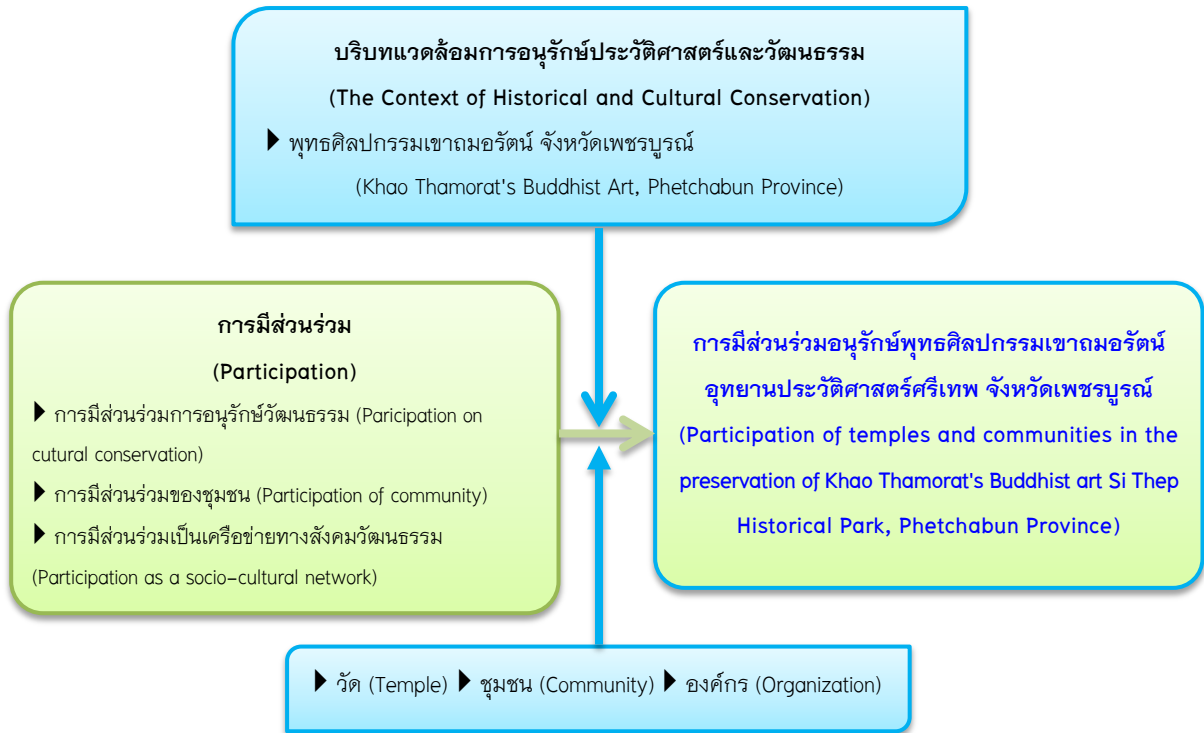 บริบทแวดล้อมการอนุรักษ์ประวัติศาสตร์และวัฒนธรรม
(The Context of Historical and Cultural Conservation)
▶ พุทธศิลปกรรมเขาถมอรัตน์ จังหวัดเพชรบูรณ์
(Khao Thamorat's Buddhist Art, Phetchabun Province)
การมีส่วนร่วม
(Participation)
▶ การมีส่วนร่วมการอนุรักษ์วัฒนธรรม (Paricipation on
cutural conservation)
▶ การมีส่วนร่วมของชุมชน (Participation of community)
▶ การมีส่วนร่วมเป็นเครือข่ายทางสังคมวัฒนธรรม
(Participation as a socio-cultural network)
การมีส่วนร่วมอนุรักษ์พุทธศิลปกรรมเขาถมอรัตน์
อุทยานประวัติศาสตร์ศรีเทพ จังหวัดเพชรบูรณ์
(Participation of temples and communities in the
preservation of Khao Thamorat's Buddhist art Si Thep
Historical Park, Phetchabun Province)
▶ วัด (Temple) ▶ ชุมชน (Community) ▶ องค์กร (Organization)